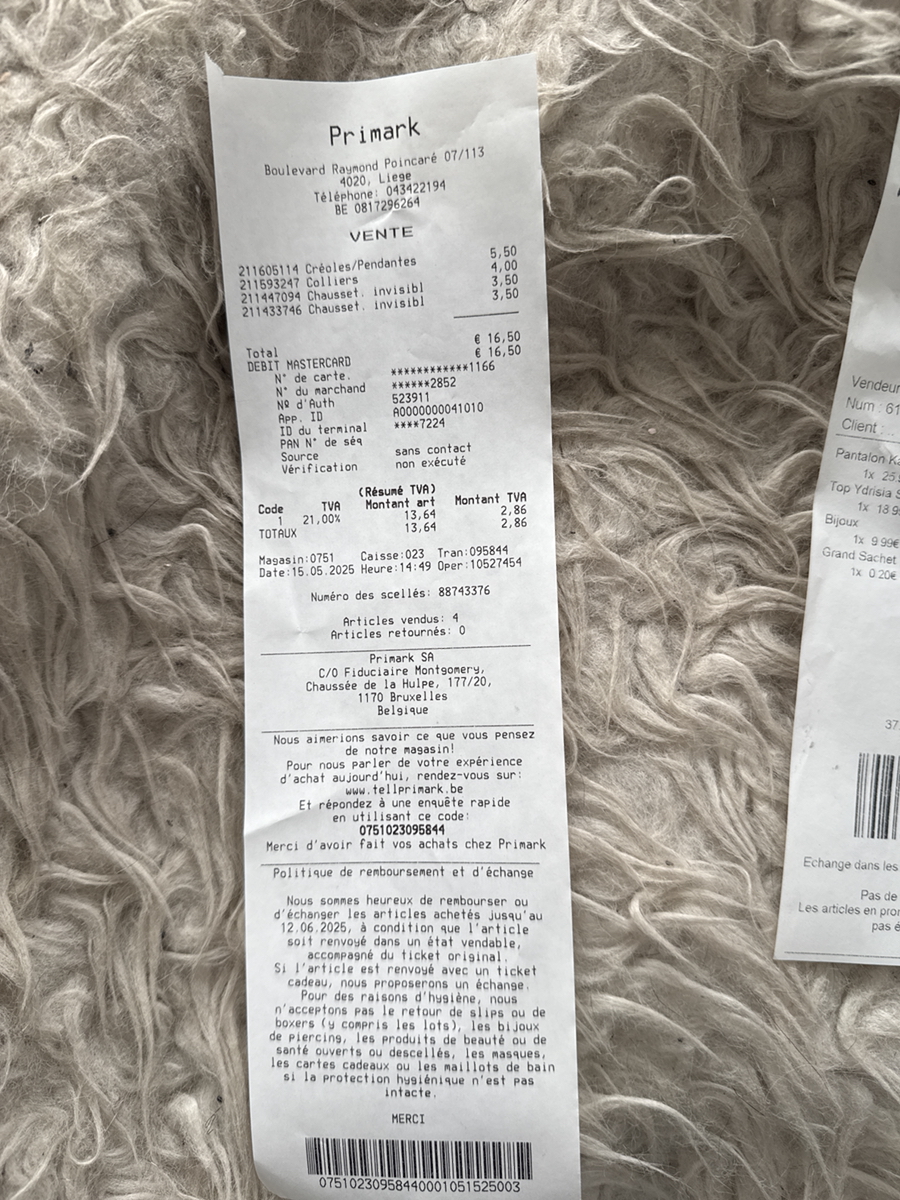 Primark
Boulevard Raymond Poincaré 07/113
4020, Liege
Téléphone: 043422194
BE 0817296264
VENTE
211605114 Créoles/Pendantes 5,50
211593247 Colliers 4,00
211447094 Chausset. invisibl 3,50
211433746 Chausset. invisibl 3,50
Total € 16,50
DEBIT MASTERCARD € 16,50
N° de carte. ************1166
N° du marchand ******2852
Nº d'Auth 523911
App. ID A0000000041010
ID du terminal ****7224
PAN N° de séq
Source sans contact
Vérification non exécuté
(Résumé TVA)
Code TVA Montant art Montant TVA
1 21,00% 13,64 2,86
TOTAUX 13,64 2,86
Magasin:0751 Caisse:023 Tran:095844
Date:15.05.2025 Heure:14:49 Oper:10527454
Numéro des scellés: 88743376
Articles vendus: 4
Articles retournés: 0
Primark SA
C/O Fiduciaire Montgomery,
Chaussée de la Hulpe, 177/20,
1170 Bruxelles
Belgique
Nous aimerions savoir ce que vous pensez
de notre magasin!
Pour nous parler de votre expérience
d'achat aujourd'hui, rendez-vous sur:
www.tellprimark.be
Et répondez à une enquête rapide
en utilisant ce code:
0751023095844
Merci d'avoir fait vos achats chez Primark
Politique de remboursement et d'échange
Nous sommes heureux de rembourser ou
d'échanger les articles achetés jusqu'au
12.06.2025, à condition que l'article
soit renvoyé dans un état vendable,
accompagné du ticket original.
Si l'article est renvoyé avec un ticket
cadeau, nous proposerons un échange.
Pour des raisons d'hygiène, nous
n'acceptons pas le retour de slips ou de
boxers (y compris les lots), les bijoux
de piercing, les produits de beauté ou de
santé ouverts ou descellés, les masques,
les cartes cadeaux ou les maillots de bain
si la protection hygiénique n'est pas
intacte.
MERCI
07510230958440001051525003
Vendeur
Num : 61
Client :
Pantalon
1x 25
Top Ydrisia
1x 18
Bijoux
1x 9.99€
Grand Sachet
1x 0.20€
37
Echange dans les
Pas de
Les articles en
pas